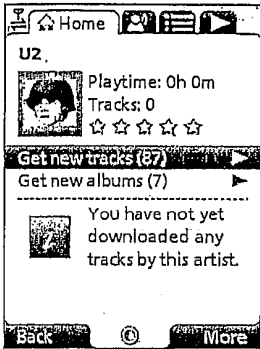 Home
U2
Playtime: 0h 0m
Tracks: 0
Get new tracks (87)
Get new albums (7)
You have not yet
downloaded any
tracks by this artist.
Back
More